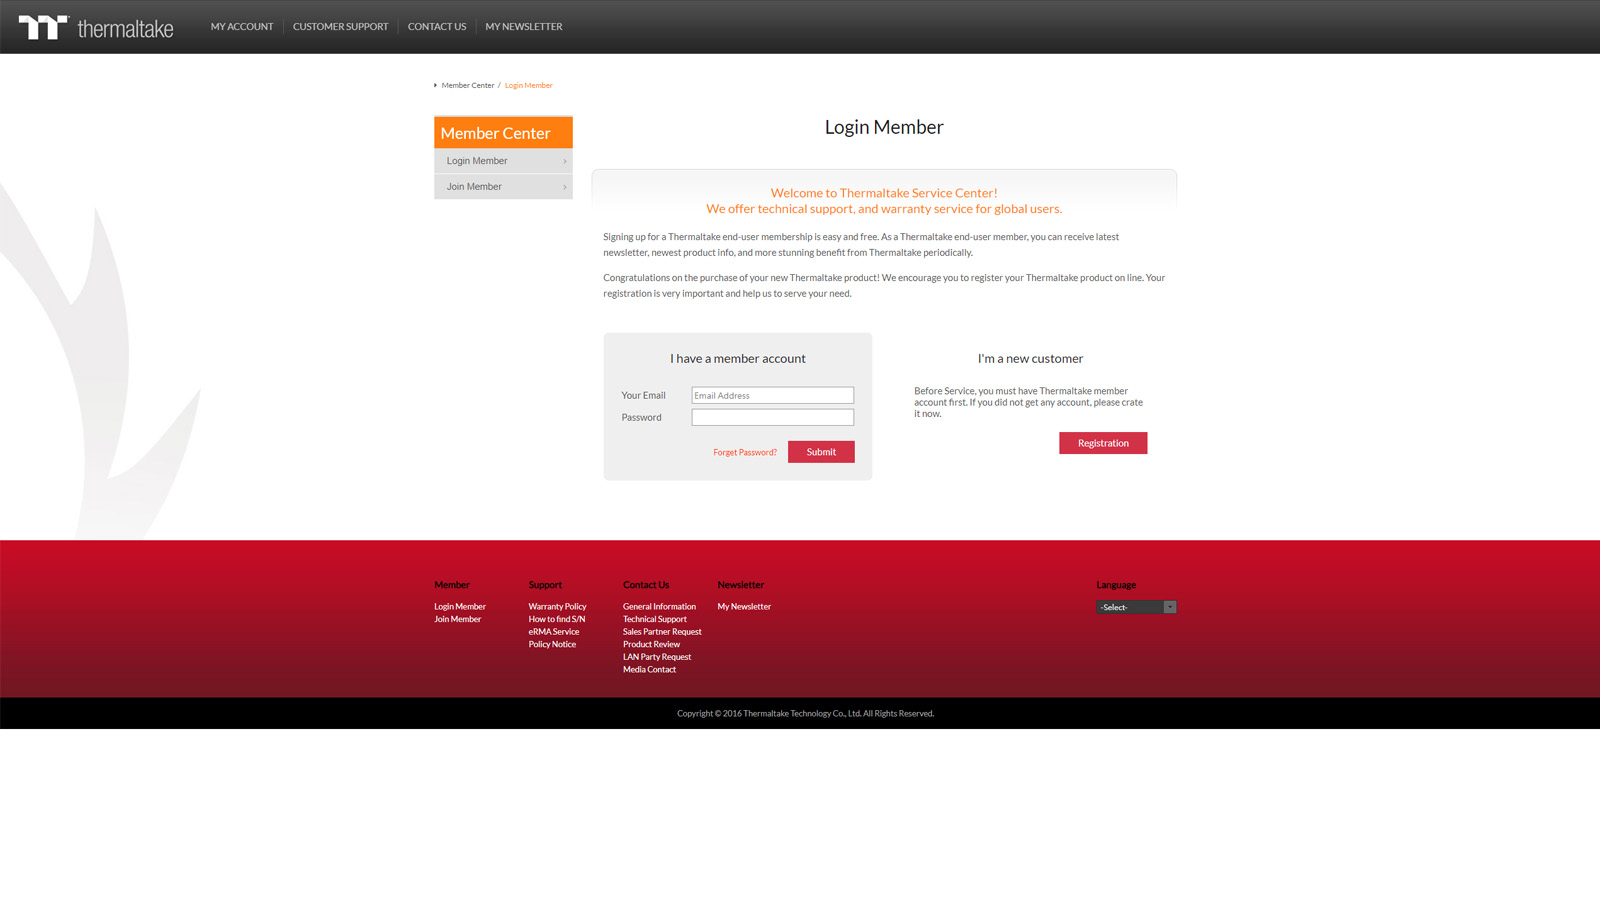 thermaltake
MY ACCOUNT
CUSTOMER SUPPORT
CONTACT US
MY NEWSLETTER
Member Center / Login Member
Member Center
Login Member
Join Member
Login Member
Welcome to Thermaltake Service Center!
We offer technical support, and warranty service for global users.
Signing up for a Thermaltake end-user membership is easy and free. As a Thermaltake end-user member, you can receive latest
newsletter, newest product info, and more stunning benefit from Thermaltake periodically.
Congratulations on the purchase of your new Thermaltake product! We encourage you to register your Thermaltake product on line. Your
registration is very important and help us to serve your need.
I have a member account
Your Email
Email Address
Password
Forget Password?
Submit
I'm a new customer
Before Service, you must have Thermaltake member
account first. If you did not get any account, please crate
it now.
Registration
Member
Login Member
Join Member
Support
Warranty Policy
How to find S/N
eRMA Service
Policy Notice
Contact Us
General Information
Technical Support
Sales Partner Request
Product Review
LAN Party Request
Media Contact
Newsletter
My Newsletter
Language
-Select-
Copyright © 2016 Thermaltake Technology Co., Ltd. All Rights Reserved.